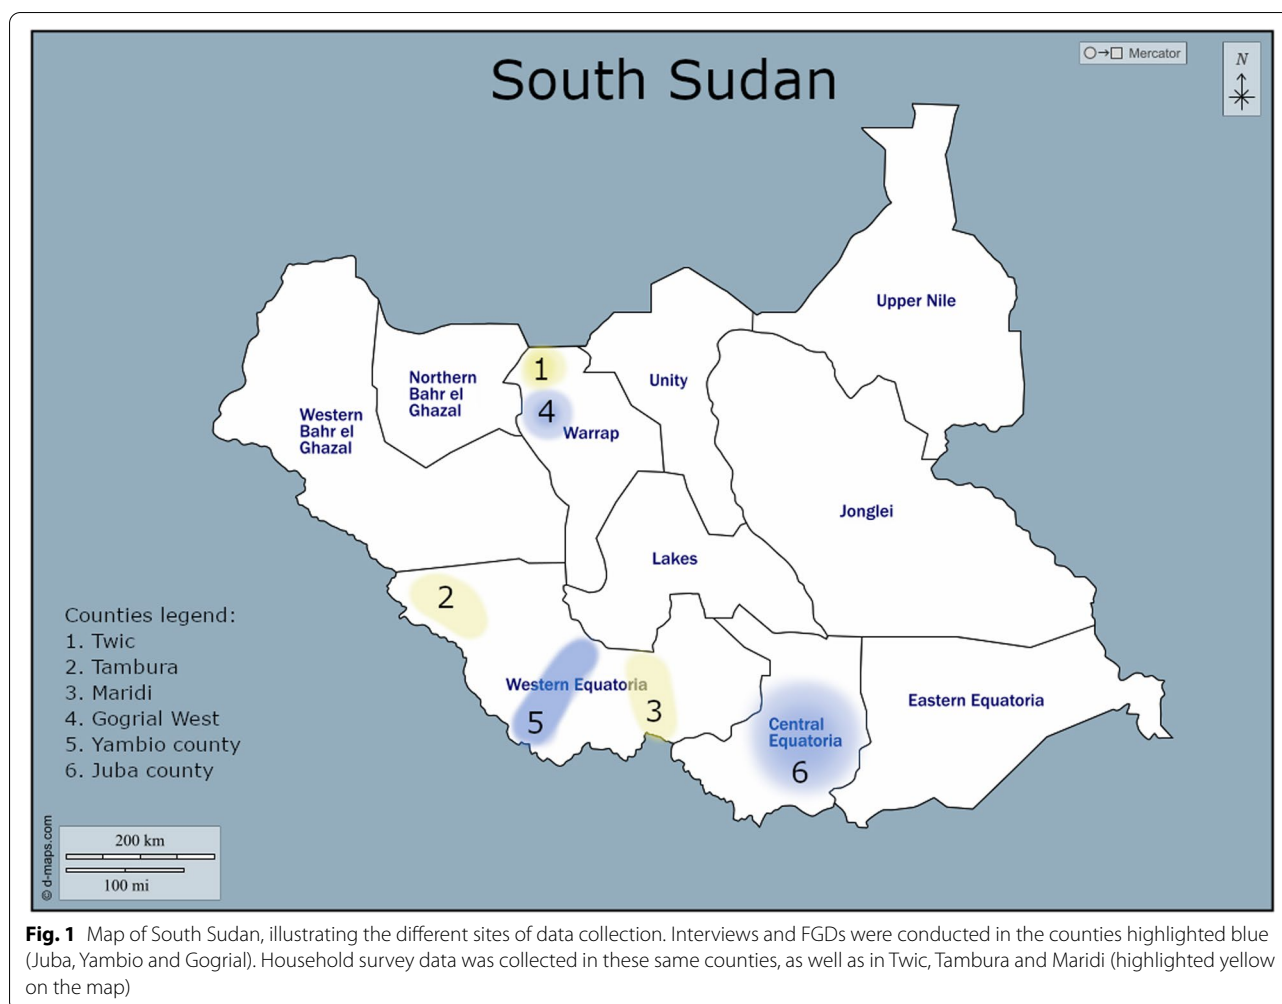 South Sudan
○→□ Mercator
N
Upper Nile
Northern
Bahr el
Ghazal
1
Unity
Western
Bahr el
Ghazal
4
Warrap
Jonglei
Lakes
2
Counties legend:
1. Twic
2. Tambura
3. Maridi
4. Gogrial West
5. Yambio county
6. Juba county
Western Equatoria
5
3
Central
Equatoria
6
Eastern Equatoria
200 km
100 mi
© d-maps.com
Fig. 1 Map of South Sudan, illustrating the different sites of data collection. Interviews and FGDs were conducted in the counties highlighted blue
(Juba, Yambio and Gogrial). Household survey data was collected in these same counties, as well as in Twic, Tambura and Maridi (highlighted yellow
on the map)